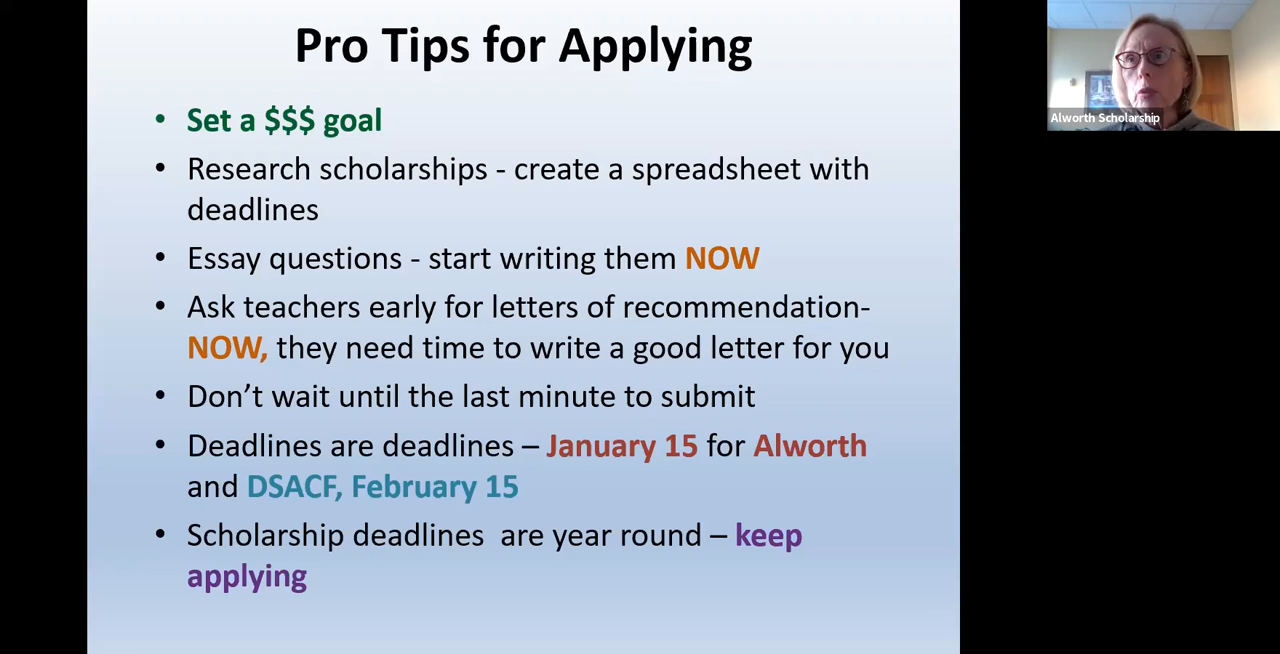 Pro Tips for Applying
• Set a $$$ goal
• Research scholarships - create a spreadsheet with
deadlines
• Essay questions - start writing them NOW
• Ask teachers early for letters of recommendation-
NOW, they need time to write a good letter for you
• Don’t wait until the last minute to submit
• Deadlines are deadlines – January 15 for Alworth
and DSACF, February 15
• Scholarship deadlines  are year round – keep
applying
Alworth Scholarship